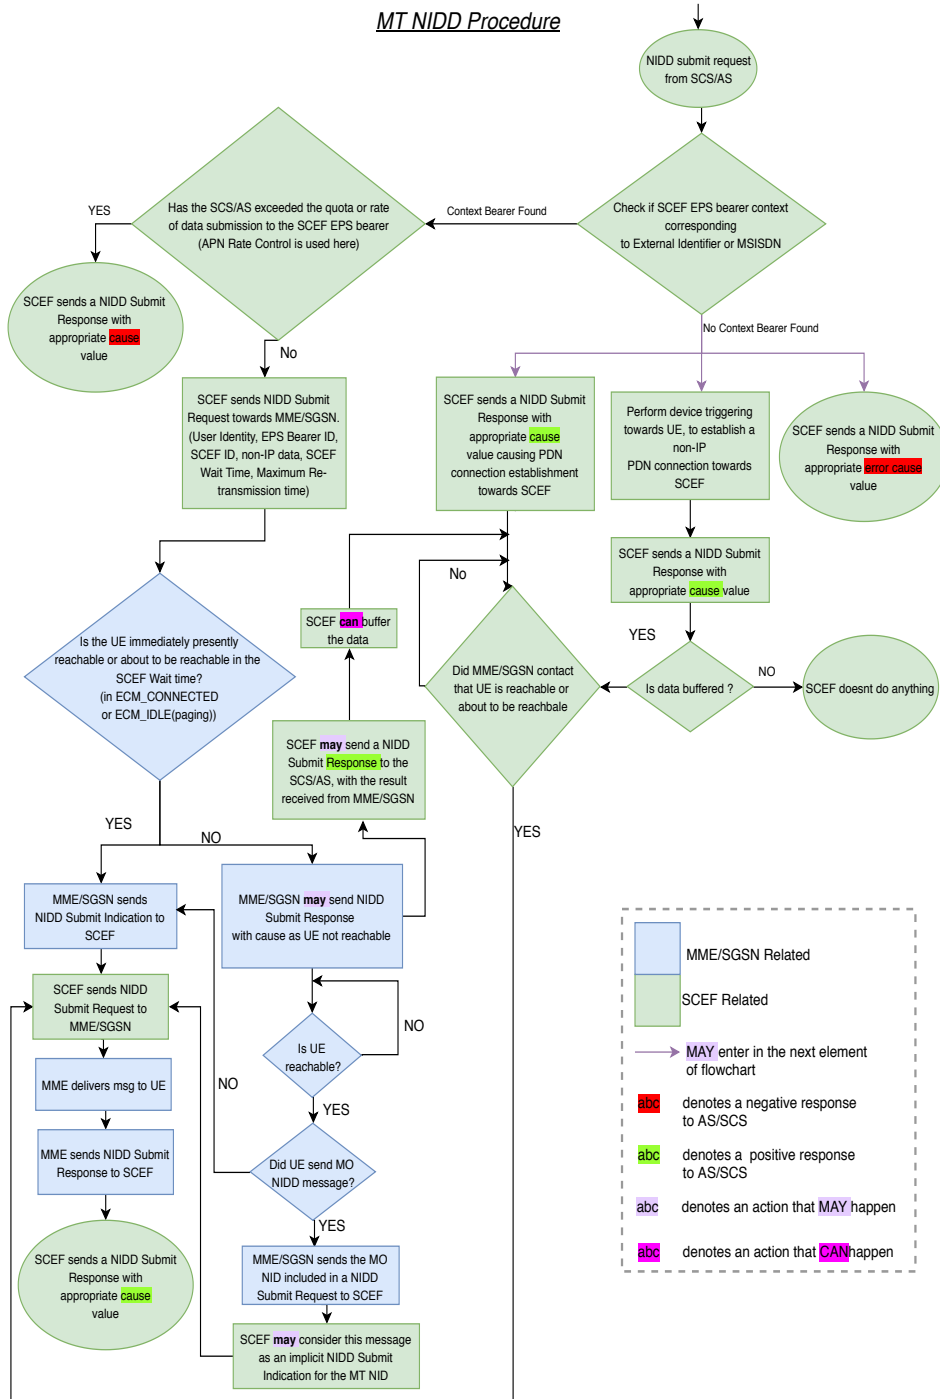 MT NIDD Procedure
NIDD submit request
from SCS/AS
Check if SCEF EPS bearer context
corresponding
to External Identifier or MSISDN
Context Bearer Found
Has the SCS/AS exceeded the quota or rate
of data submission to the SCEF EPS bearer
(APN Rate Control is used here)
YES
SCEF sends a NIDD Submit
Response with
appropriate cause
value
No
No Context Bearer Found
SCEF sends NIDD Submit
Request towards MME/SGSN.
(User Identity, EPS Bearer ID,
SCEF ID, non-IP data, SCEF
Wait Time, Maximum Re-
transmission time)
SCEF sends a NIDD Submit
Response with
appropriate cause
value causing PDN
connection establishment
towards SCEF
Perform device triggering
towards UE, to establish a
non-IP
PDN connection towards
SCEF
SCEF sends a NIDD Submit
Response with
appropriate error cause
value
SCEF sends a NIDD Submit
Response with
appropriate cause value
No
SCEF can buffer
the data
YES
Is the UE immediately presently
reachable or about to be reachable in the
SCEF Wait time?
(in ECM_CONNECTED
or ECM_IDLE(paging))
Did MME/SGSN contact
that UE is reachable or
about to be reachbale
Is data buffered ?
NO
SCEF doesnt do anything
SCEF may send a NIDD
Submit Response to the
SCS/AS, with the result
received from MME/SGSN
YES
NO
YES
MME/SGSN sends
NIDD Submit Indication to
SCEF
MME/SGSN may send NIDD
Submit Response
with cause as UE not reachable
SCEF sends NIDD
Submit Request to
MME/SGSN
NO
Is UE
reachable?
MME delivers msg to UE
NO
YES
MME sends NIDD Submit
Response to SCEF
Did UE send MO
NIDD message?
YES
SCEF sends a NIDD Submit
Response with
appropriate cause
value
MME/SGSN sends the MO
NID included in a NIDD
Submit Request to SCEF
SCEF may consider this message
as an implicit NIDD Submit
Indication for the MT NID
MME/SGSN Related
SCEF Related
MAY enter in the next element
of flowchart
abc denotes a negative response
to AS/SCS
abc denotes a positive response
to AS/SCS
abc denotes an action that MAY happen
abc denotes an action that CAN happen